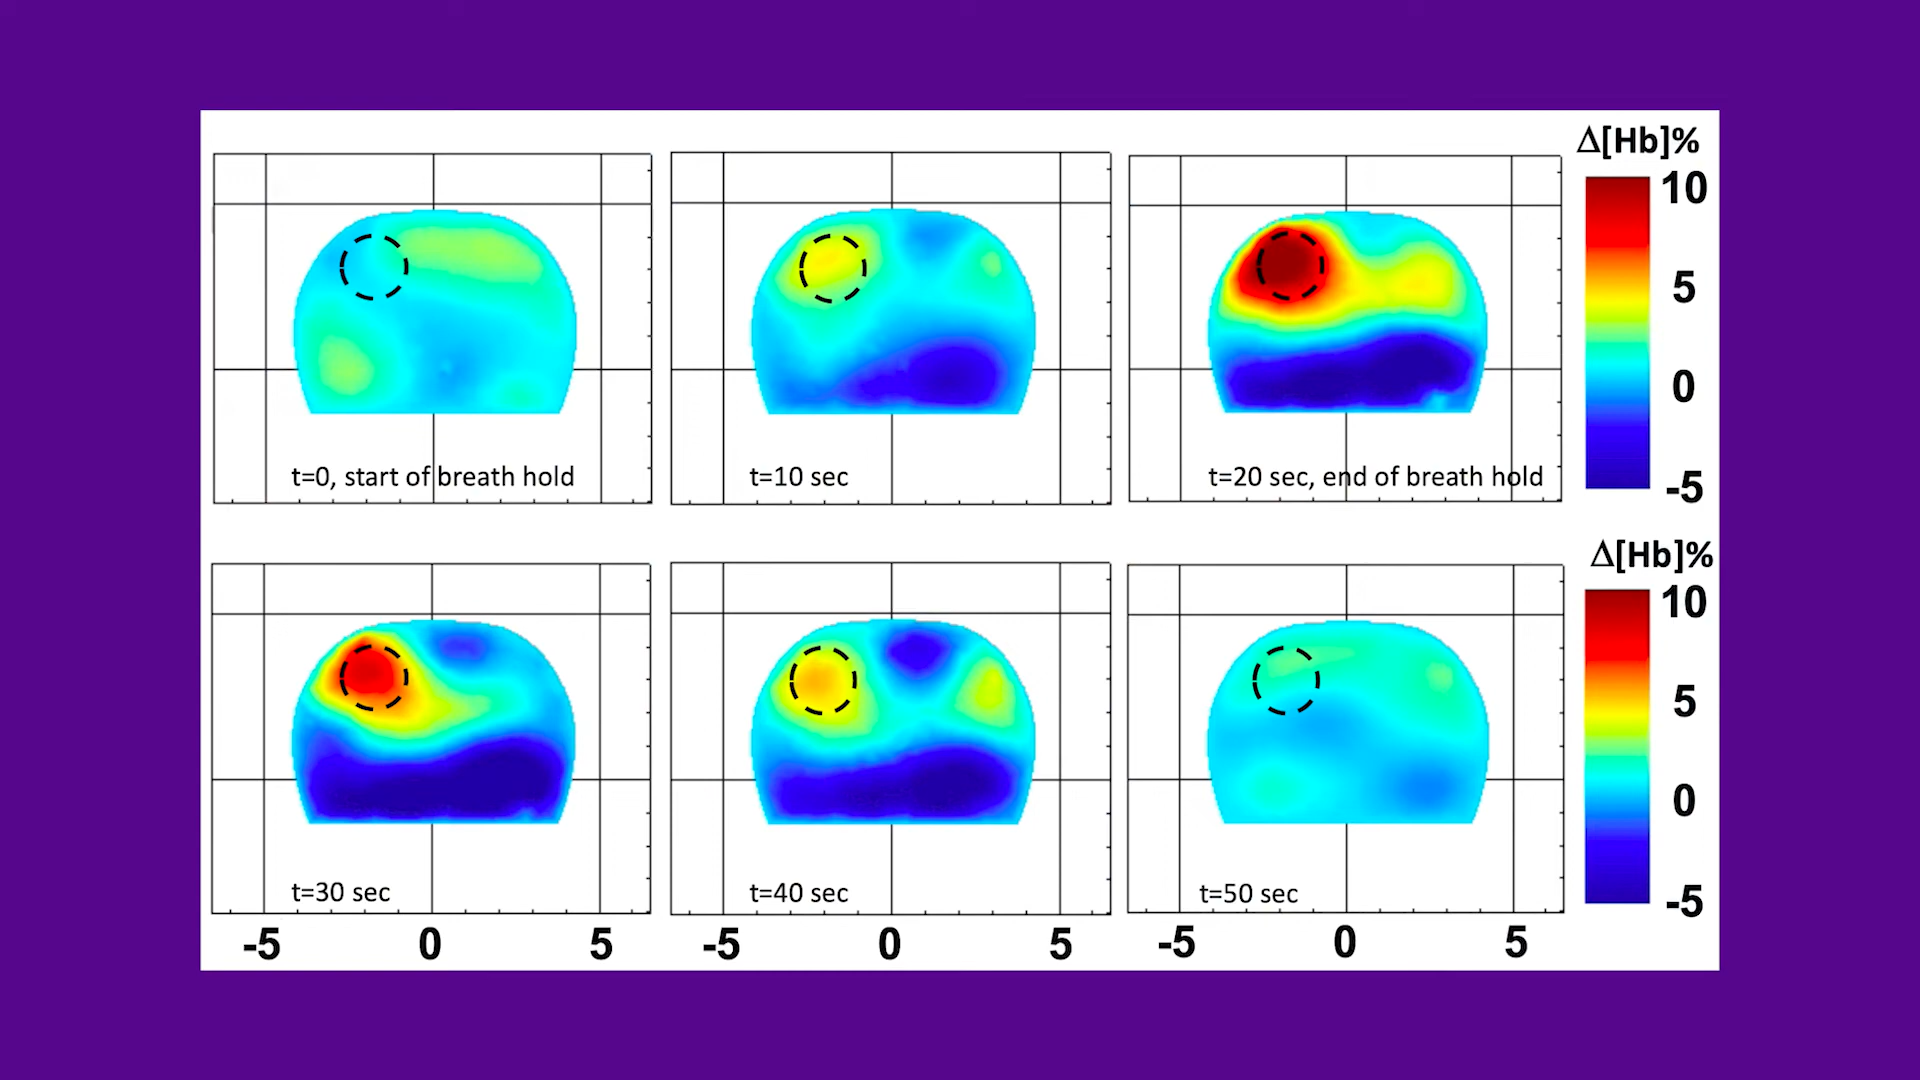 Δ[Hb]%
10
5
0
-5
t=0, start of breath hold
t=10 sec
t=20 sec, end of breath hold
Δ[Hb]%
10
5
0
-5
t=30 sec
t=40 sec
t=50 sec
-5 0 5
-5 0 5
-5 0 5